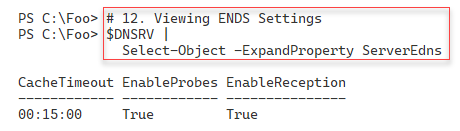 PS C:\Foo> # 12. Viewing ENDS Settings
PS C:\Foo> $DNSRV |
Select-Object -ExpandProperty ServerEdns
CacheTimeout EnableProbes EnableReception
------------ ------------ ---------------
00:15:00 True True